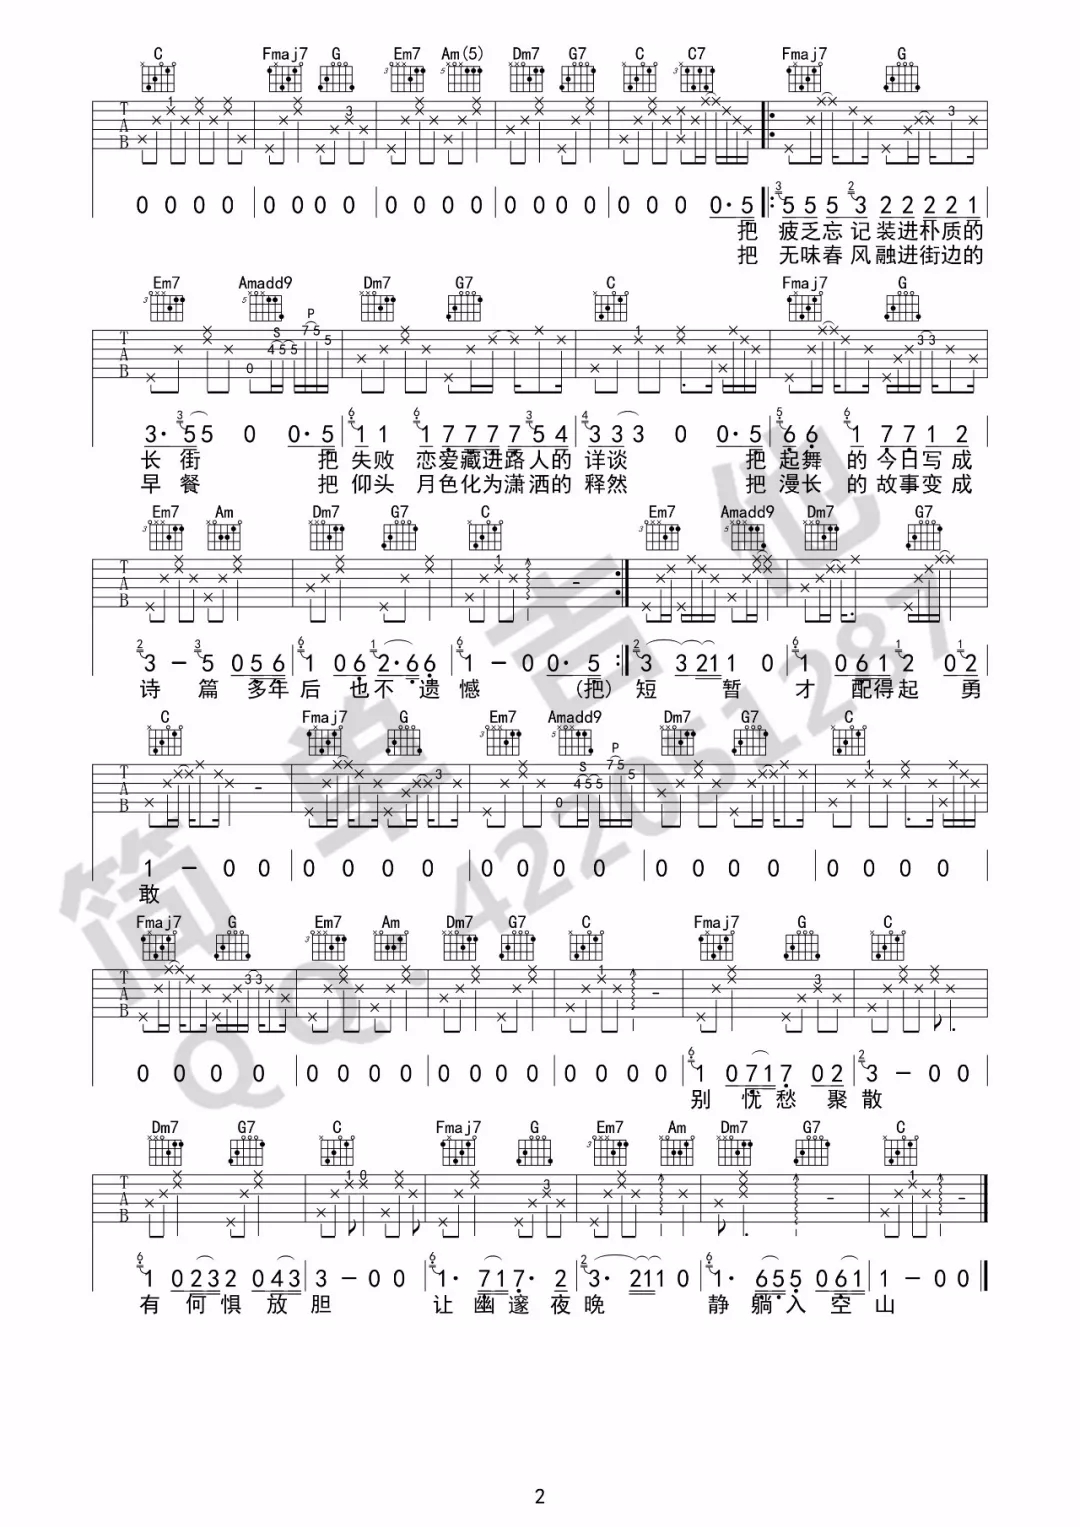 C Fmaj7 G Em7 Am(5) Dm7 G7 C C7 Fmaj7 G
0 0 0 0 0 0 0 0 0 0 0 0 0 0 0 0 0 0 0 0·5 5 5 5 3 2 2 2 2 1
把 疲乏忘记装进朴质的
把 无味春风融进街边的
Em7 Amadd9 Dm7 G7 C Fmaj7 G
3·55 0 0·5 1 1 1 7 7 7 7 5 4 3 3 3 0 0·5 6 6 1 7 7 1 2
长街 把失败恋爱藏进路人的详谈 把起舞的今日写成
早餐 把仰头月色化为潇洒的释然 把漫长的故事变成
Em7 Am Dm7 G7 C Em7 Amadd9 Dm7 G7
3 – 5 0 5 6 1 0 6 2·6 6 1 – 0 0·5 3 3 2 1 1 0 1 0 6 1 2 0 2
诗篇多年后也不遗憾 (把)短暂才配得起勇
C Fmaj7 G Em7 Amadd9 Dm7 G7 C
1 – 0 0 0 0 0 0 0 0 0 0 0 0 0 0 0 0 0 0
敢
Fmaj7 G Em7 Am Dm7 G7 C Fmaj7 G C
0 0 0 0 0 0 0 0 0 0 0 0 0 0 0 0 1 0 7 1 7 0 2 3 – 0 0
别忧愁聚散
Dm7 G7 C Fmaj7 G Em7 Am Dm7 G7 C
1 0 2 3 2 0 4 3 3 – 0 0 1· 7 1 7· 2 3· 2 1 1 0 1· 6 5 5 0 6 1 1 – 0 0
有何惧放胆 让幽邃夜晚 静躺入空山
2
简单吉他
QQ:422051287